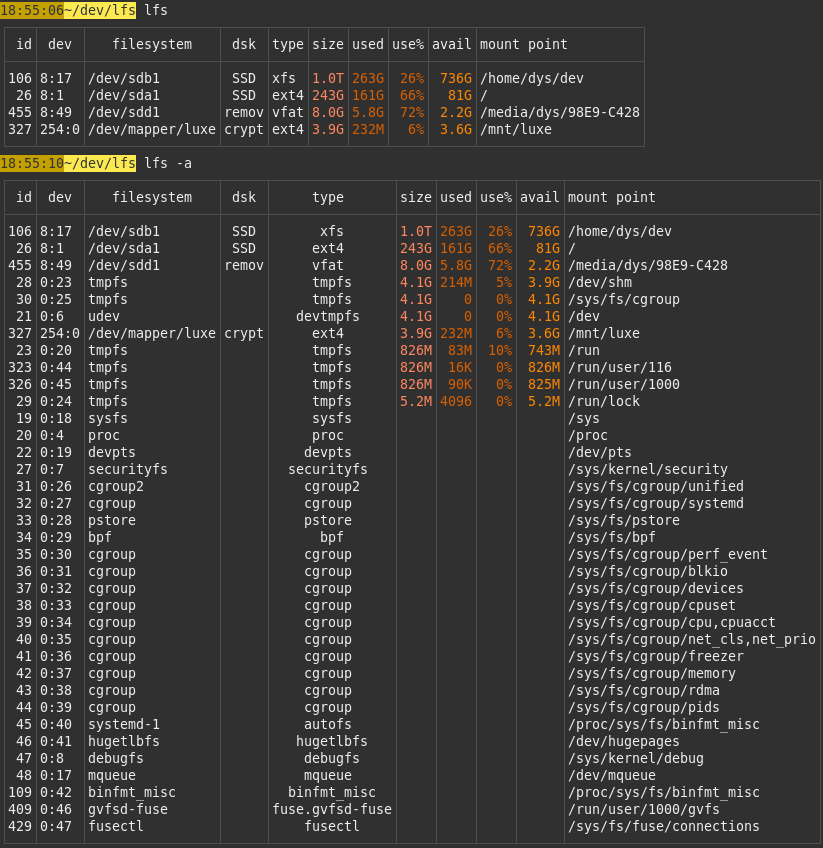 18:55:06~/dev/lfs lfs
id dev filesystem dsk type size used use% avail mount point
106 8:17 /dev/sdb1 SSD xfs 1.0T 263G 26% 736G /home/dys/dev
26 8:1 /dev/sda1 SSD ext4 243G 161G 66% 81G /
455 8:49 /dev/sdd1 remov vfat 8.0G 5.8G 72% 2.2G /media/dys/98E9-C428
327 254:0 /dev/mapper/luxe crypt ext4 3.9G 232M 6% 3.6G /mnt/luxe
18:55:10~/dev/lfs lfs -a
id dev filesystem dsk type size used use% avail mount point
106 8:17 /dev/sdb1 SSD xfs 1.0T 263G 26% 736G /home/dys/dev
26 8:1 /dev/sda1 SSD ext4 243G 161G 66% 81G /
455 8:49 /dev/sdd1 remov vfat 8.0G 5.8G 72% 2.2G /media/dys/98E9-C428
28 0:23 tmpfs tmpfs 4.1G 214M 5% 3.9G /dev/shm
30 0:25 tmpfs tmpfs 4.1G 0 0% 4.1G /sys/fs/cgroup
21 0:6 udev devtmpfs 4.1G 0 0% 4.1G /dev
327 254:0 /dev/mapper/luxe crypt ext4 3.9G 232M 6% 3.6G /mnt/luxe
23 0:20 tmpfs tmpfs 826M 83M 10% 743M /run
323 0:44 tmpfs tmpfs 826M 16K 0% 826M /run/user/116
326 0:45 tmpfs tmpfs 826M 90K 0% 825M /run/user/1000
29 0:24 tmpfs tmpfs 5.2M 4096 0% 5.2M /run/lock
19 0:18 sysfs sysfs /sys
20 0:4 proc proc /proc
22 0:19 devpts devpts /dev/pts
27 0:7 securityfs securityfs /sys/kernel/security
31 0:26 cgroup2 cgroup2 /sys/fs/cgroup/unified
32 0:27 cgroup cgroup /sys/fs/cgroup/systemd
33 0:28 pstore pstore /sys/fs/pstore
34 0:29 bpf bpf /sys/fs/bpf
35 0:30 cgroup cgroup /sys/fs/cgroup/perf_event
36 0:31 cgroup cgroup /sys/fs/cgroup/blkio
37 0:32 cgroup cgroup /sys/fs/cgroup/devices
38 0:33 cgroup cgroup /sys/fs/cgroup/cpuset
39 0:34 cgroup cgroup /sys/fs/cgroup/cpu,cpuacct
40 0:35 cgroup cgroup /sys/fs/cgroup/net_cls,net_prio
41 0:36 cgroup cgroup /sys/fs/cgroup/freezer
42 0:37 cgroup cgroup /sys/fs/cgroup/memory
43 0:38 cgroup cgroup /sys/fs/cgroup/rdma
44 0:39 cgroup cgroup /sys/fs/cgroup/pids
45 0:40 systemd-1 autofs /proc/sys/fs/binfmt_misc
46 0:41 hugetlbfs hugetlbfs /dev/hugepages
47 0:8 debugfs debugfs /sys/kernel/debug
48 0:17 mqueue mqueue /dev/mqueue
109 0:42 binfmt_misc binfmt_misc /proc/sys/fs/binfmt_misc
409 0:46 gvfsd-fuse fuse.gvfsd-fuse /run/user/1000/gvfs
429 0:47 fusectl fusectl /sys/fs/fuse/connections